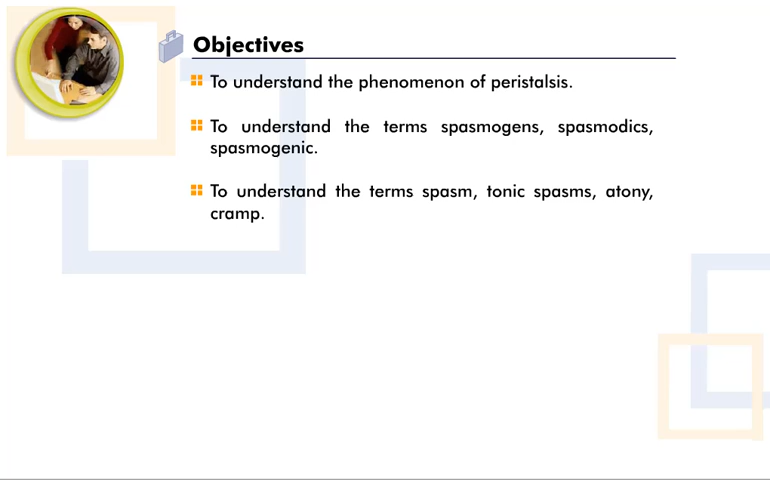 Objectives
To understand the phenomenon of peristalsis.
To understand the terms spasmogens, spasmodics,
spasmogenic.
To understand the terms spasm, tonic spasms, atony,
cramp.